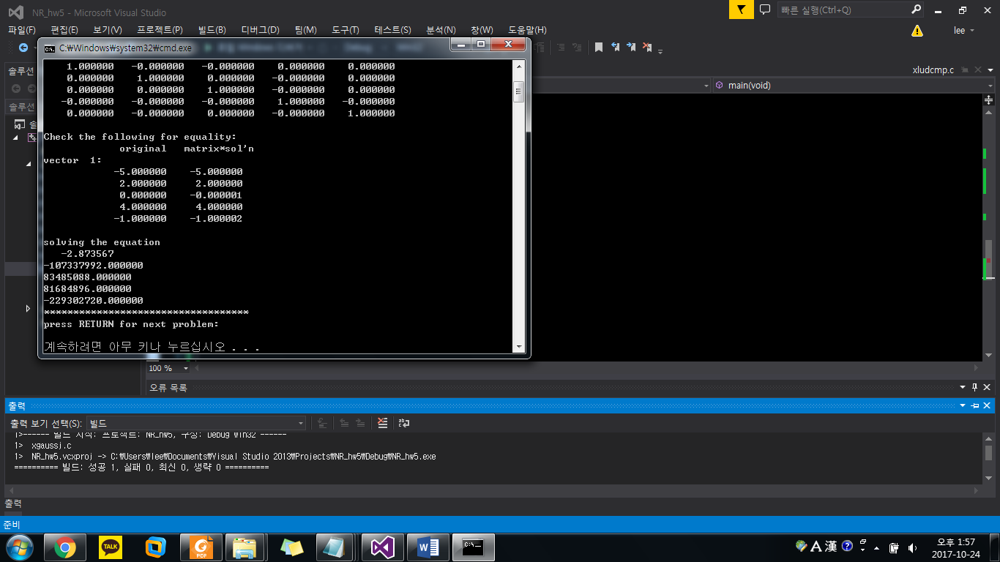 NR_hw5 - Microsoft Visual Studio
빠른 실행(Ctrl+Q)
파일(F) 편집(E) 보기(V) 프로젝트(P) 빌드(B) 디버그(D) 팀(M) 도구(T) 테스트(S) 분석(N) 창(W) 도움말(H)
lee
C:\Windows\system32\cmd.exe
솔루션
xludcmp.c
main(void)
솔루션
솔
1.000000 -0.000000 -0.000000 0.000000 0.000000
0.000000 1.000000 0.000000 -0.000000 0.000000
0.000000 0.000000 1.000000 -0.000000 0.000000
-0.000000 -0.000000 -0.000000 1.000000 -0.000000
0.000000 -0.000000 0.000000 -0.000000 1.000000
Check the following for equality:
original matrix*sol'n
vector 1:
-5.000000 -5.000000
2.000000 2.000000
0.000000 -0.000001
4.000000 4.000000
-1.000000 -1.000002
solving the equation
-2.873567
-107337992.000000
83485088.000000
81684896.000000
-229302720.000000
***********************************
press RETURN for next problem:
계속하려면 아무 키나 누르십시오 . . .
100 %
오류 목록
출력
출력 보기 선택(S): 빌드
1>------ 빌드 시작: 프로젝트: NR_hw5, 구성: Debug Win32 ------
1> xgaussj.c
1> NR_hw5.vcxproj -> C:\Users\lee\Documents\Visual Studio 2013\Projects\NR_hw5\Debug\NR_hw5.exe
========== 빌드: 성공 1, 실패 0, 최신 0, 생략 0 ==========
출력
준비
TALK
PDF
A 漢
오후 1:57
2017-10-24